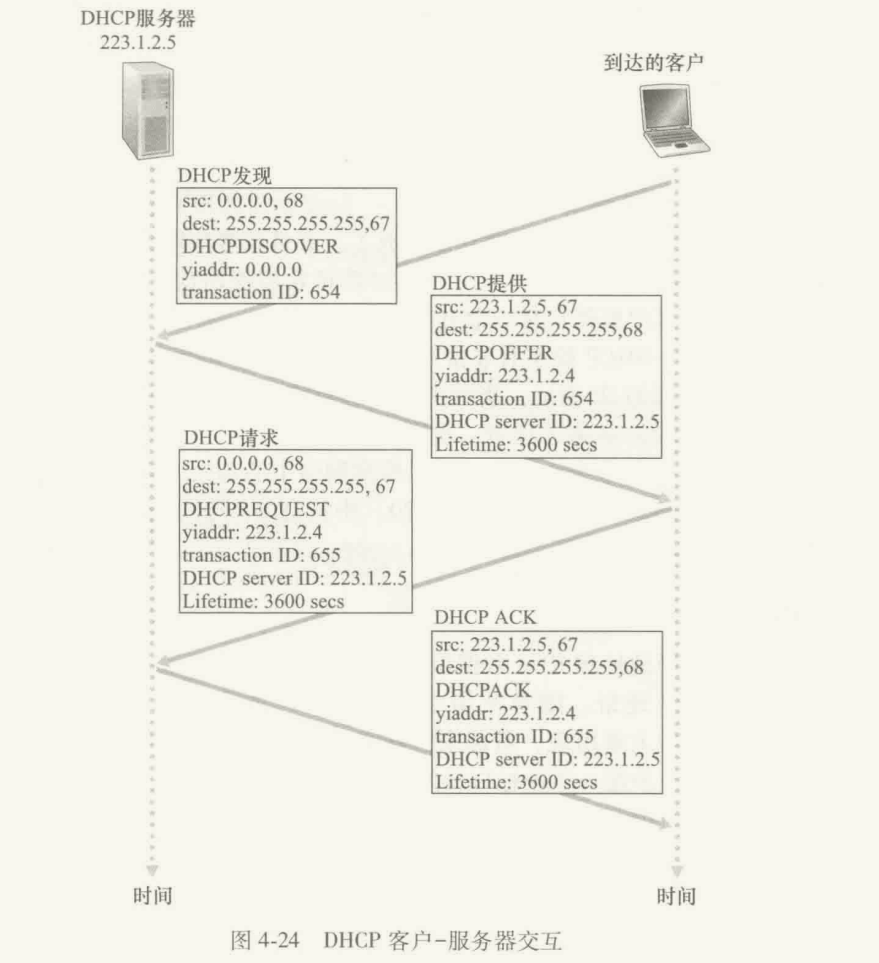 DHCP服务器
223.1.2.5
到达的客户
DHCP发现
src: 0.0.0.0, 68
dest: 255.255.255.255,67
DHCPDISCOVER
yiaddr: 0.0.0.0
transaction ID: 654
DHCP提供
src: 223.1.2.5, 67
dest: 255.255.255.255,68
DHCPOFFER
yiaddr: 223.1.2.4
transaction ID: 654
DHCP server ID: 223.1.2.5
Lifetime: 3600 secs
DHCP请求
src: 0.0.0.0, 68
dest: 255.255.255.255, 67
DHCPREQUEST
yiaddr: 223.1.2.4
transaction ID: 655
DHCP server ID: 223.1.2.5
Lifetime: 3600 secs
DHCP ACK
src: 223.1.2.5, 67
dest: 255.255.255.255,68
DHCPACK
yiaddr: 223.1.2.4
transaction ID: 655
DHCP server ID: 223.1.2.5
Lifetime: 3600 secs
时间
时间
图 4-24 DHCP 客户-服务器交互